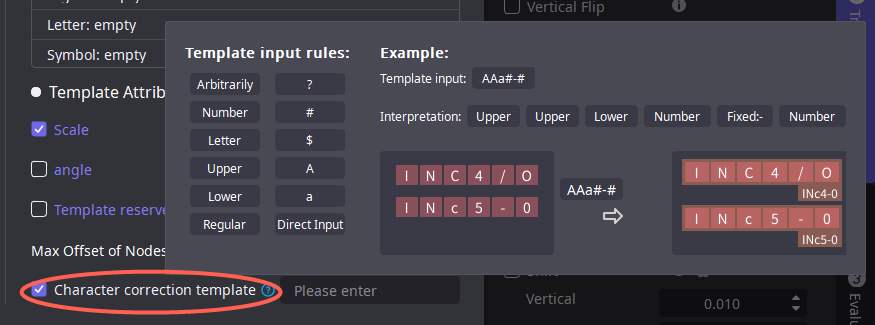 Vertical Flip
Letter: empty
Symbol: empty
Template Attrib
Scale
angle
Template reserve
Max Offset of Nodes
Character correction template
Please enter
Template input rules:
Arbitrarily ?
Number #
Letter $
Upper A
Lower a
Regular Direct Input
Example:
Template input: AAa#-#
Interpretation: Upper Upper Lower Number Fixed:- Number
I N C 4 / O
I N c 5 - 0
AAa#-#
I N C 4 / O
INc4-0
I N c 5 - 0
INc5-0
Vertical
0.010
3
Evalu